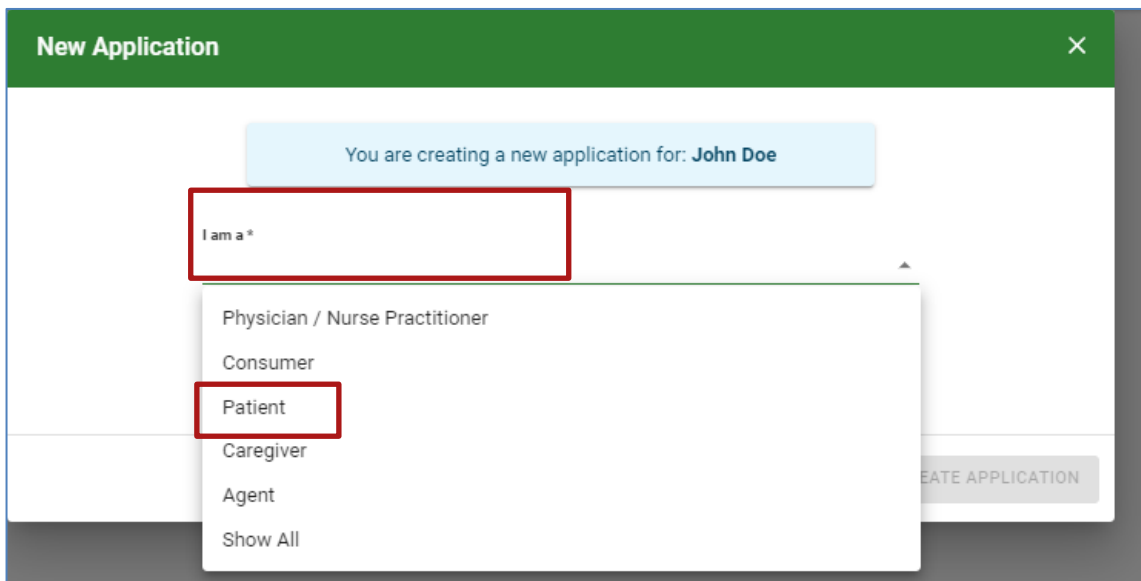 New Application
You are creating a new application for: John Doe
I am a *
Physician / Nurse Practitioner
Consumer
Patient
Caregiver
Agent
Show All
EATE APPLICATION